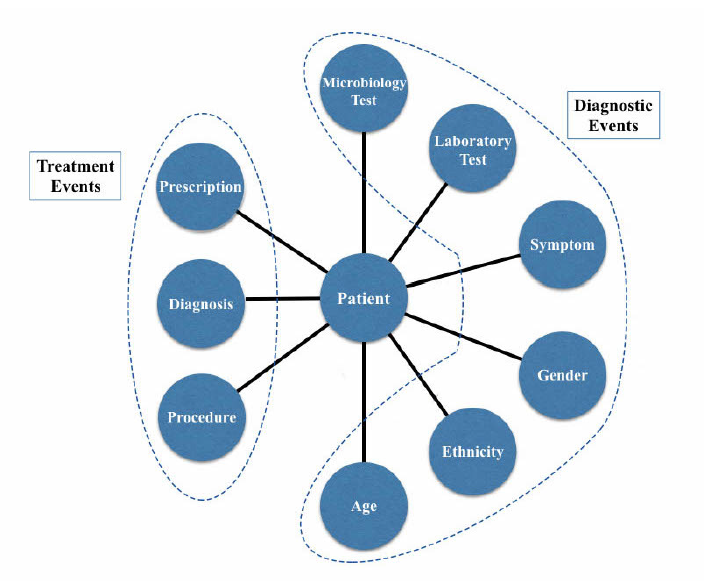 Microbiology
Test
Diagnostic
Events
Laboratory
Test
Treatment
Events
Prescription
Symptom
Diagnosis
Patient
Gender
Procedure
Ethnicity
Age